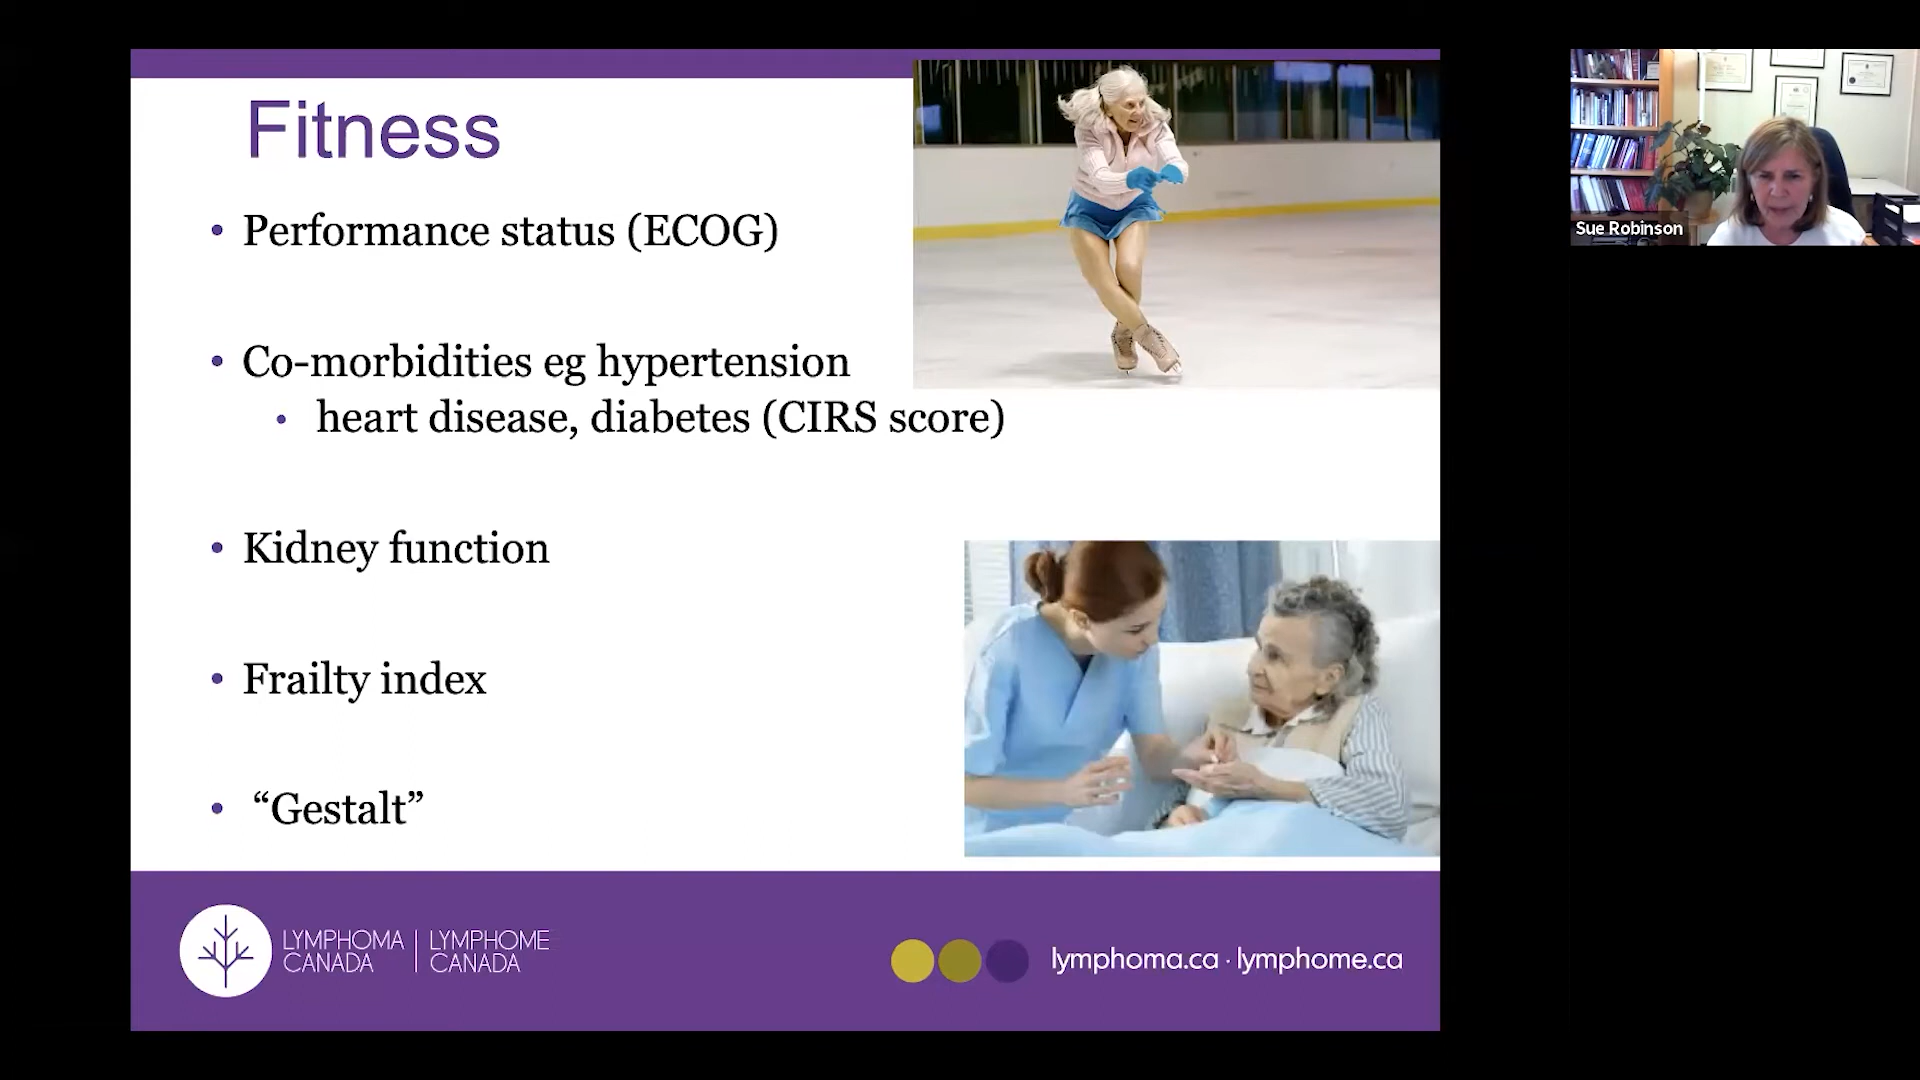 Fitness
• Performance status (ECOG)
• Co-morbidities eg hypertension
• heart disease, diabetes (CIRS score)
• Kidney function
• Frailty index
• “Gestalt”
LYMPHOMA CANADA | LYMPHOME CANADA
lymphoma.ca · lymphome.ca
Sue Robinson